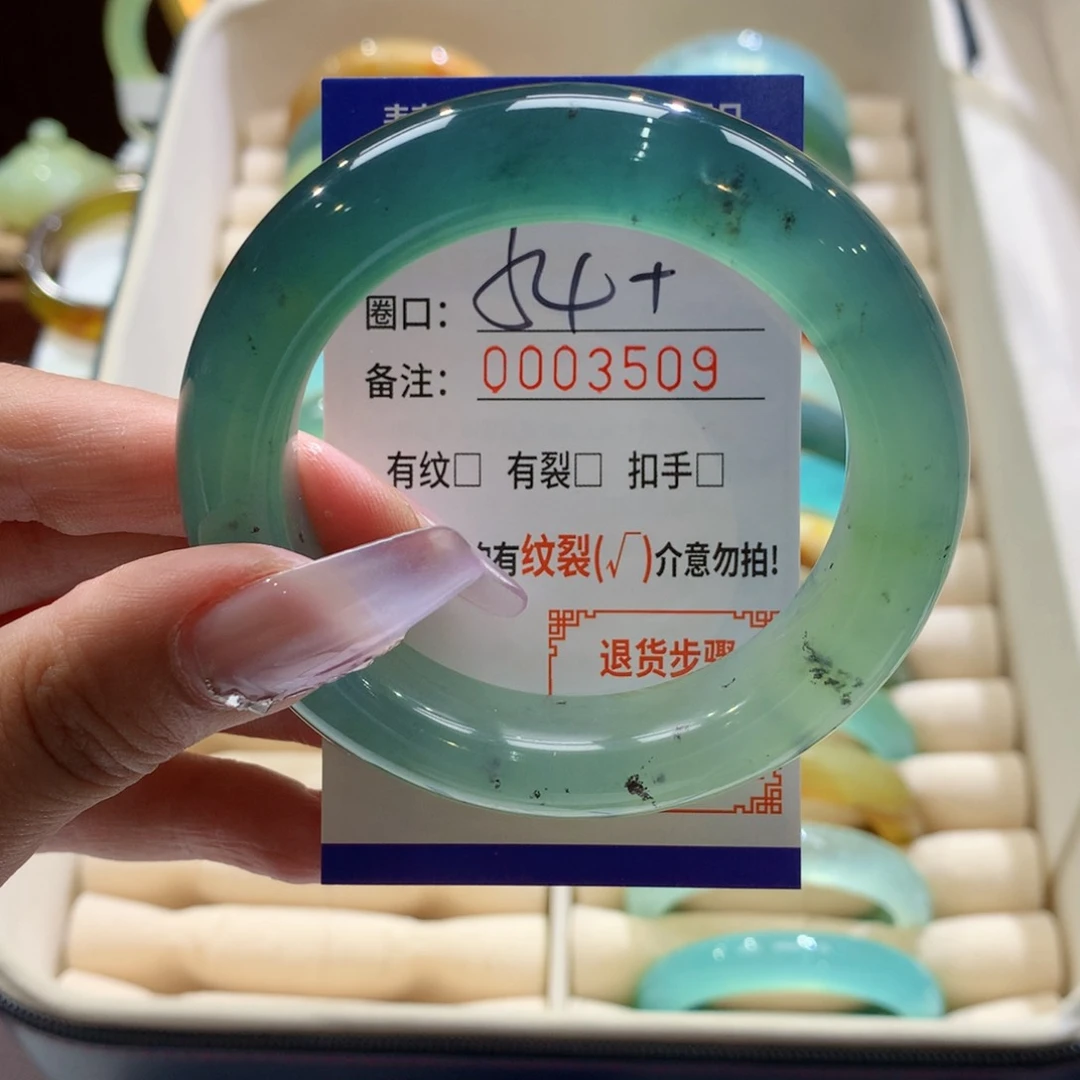 圈口: 54+
备注: 0003509
有纹□ 有裂□ 扣手□
有纹裂(√)介意勿拍!
退货步骤